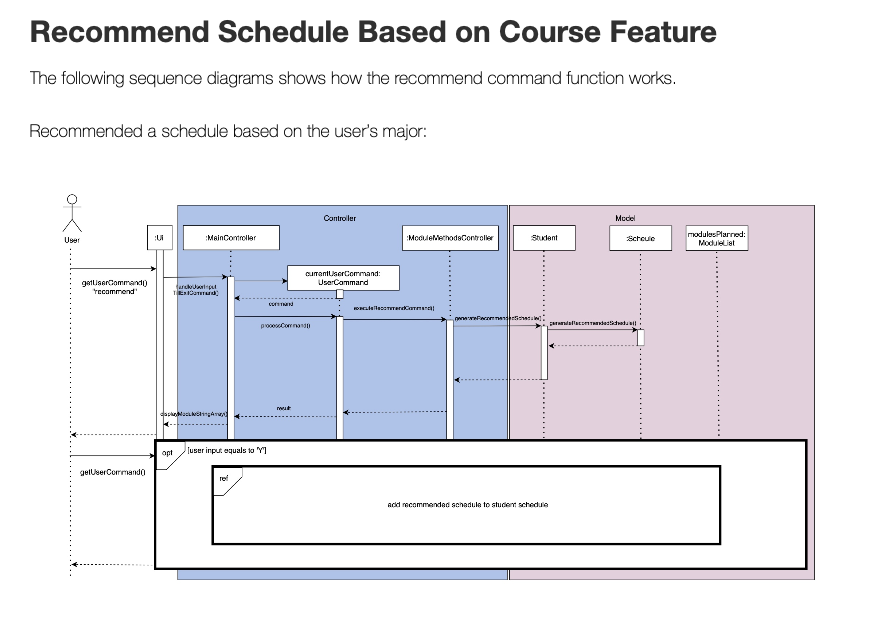 Recommend Schedule Based on Course Feature
The following sequence diagrams shows how the recommend command function works.
Recommended a schedule based on the user's major:
Controller
Model
User
:Ui
:MainController
:ModuleMethodsController
:Student
:Scheule
modulesPlanned:
ModuleList
currentUserCommand:
UserCommand
getUserCommand()
"recommend"
handleUserInput
TillExitCommand()
command
executeRecommendCommand()
processCommand()
generateRecommendedSchedule()
generateRecommendedSchedule()
result
displayModuleStringArray()
opt
[user input equals to 'Y']
getUserCommand()
ref
add recommended schedule to student schedule